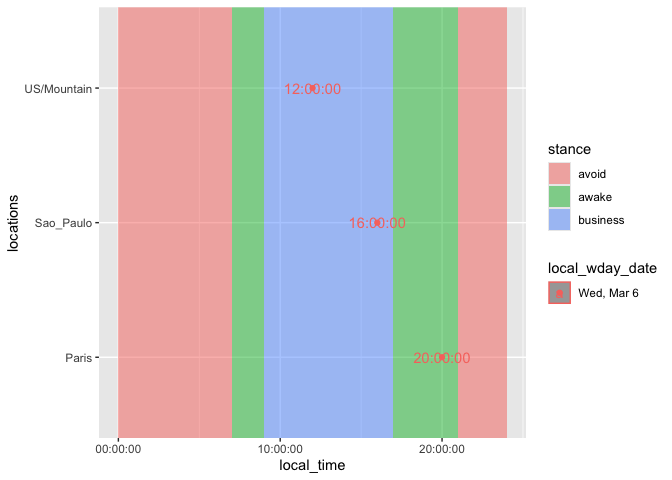 US/Mountain
12:00:00
Sao_Paulo
16:00:00
Paris
20:00:00
locations
00:00:00
10:00:00
20:00:00
local_time
stance
avoid
awake
business
local_wday_date
Wed, Mar 6